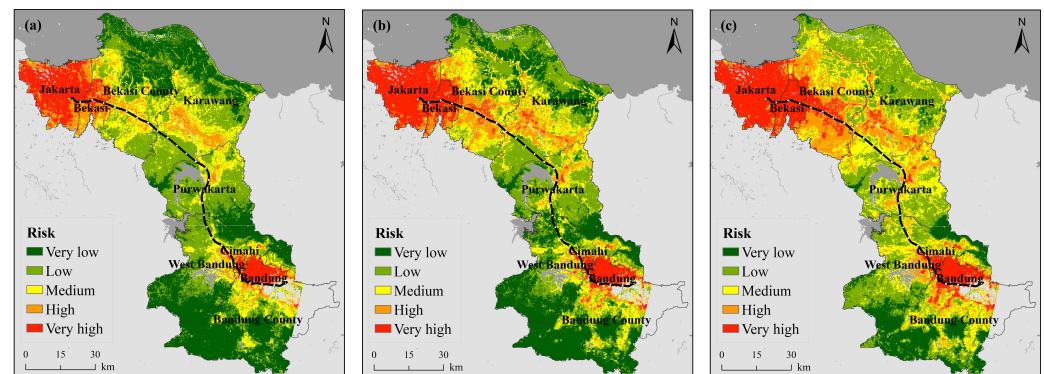 (a)
N
Jakarta
Bekasi
Bekasi County
Karawang
Purwakarta
Cimahi
West Bandung
Bandung
Bandung County
Risk
Very low
Low
Medium
High
Very high
0 15 30
km
(b)
N
Jakarta
Bekasi
Bekasi County
Karawang
Purwakarta
Cimahi
West Bandung
Bandung
Bandung County
Risk
Very low
Low
Medium
High
Very high
0 15 30
km
(c)
N
Jakarta
Bekasi
Bekasi County
Karawang
Purwakarta
Cimahi
West Bandung
Bandung
Bandung County
Risk
Very low
Low
Medium
High
Very high
0 15 30
km